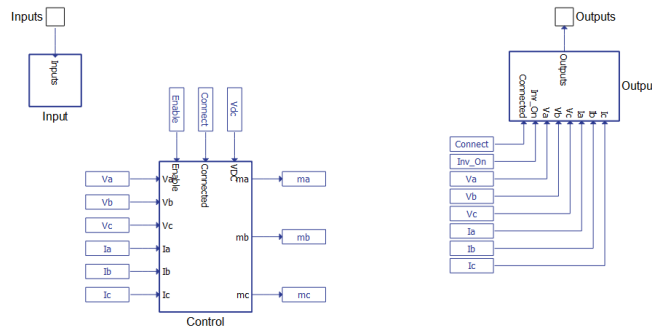 Inputs
Inputs
Input
Enable
Connect
Vdc
Enable
Connected
VDC
Va
Vb
Vc
Ia
Ib
Ic
Va
Vb
Vc
Ia
Ib
Ic
ma
mb
mc
ma
mb
mc
Control
Outputs
Outputs
Output
Connected
Inv_On
Va
Vb
Vc
Ia
Ib
Ic
Connect
Inv_On
Va
Vb
Vc
Ia
Ib
Ic